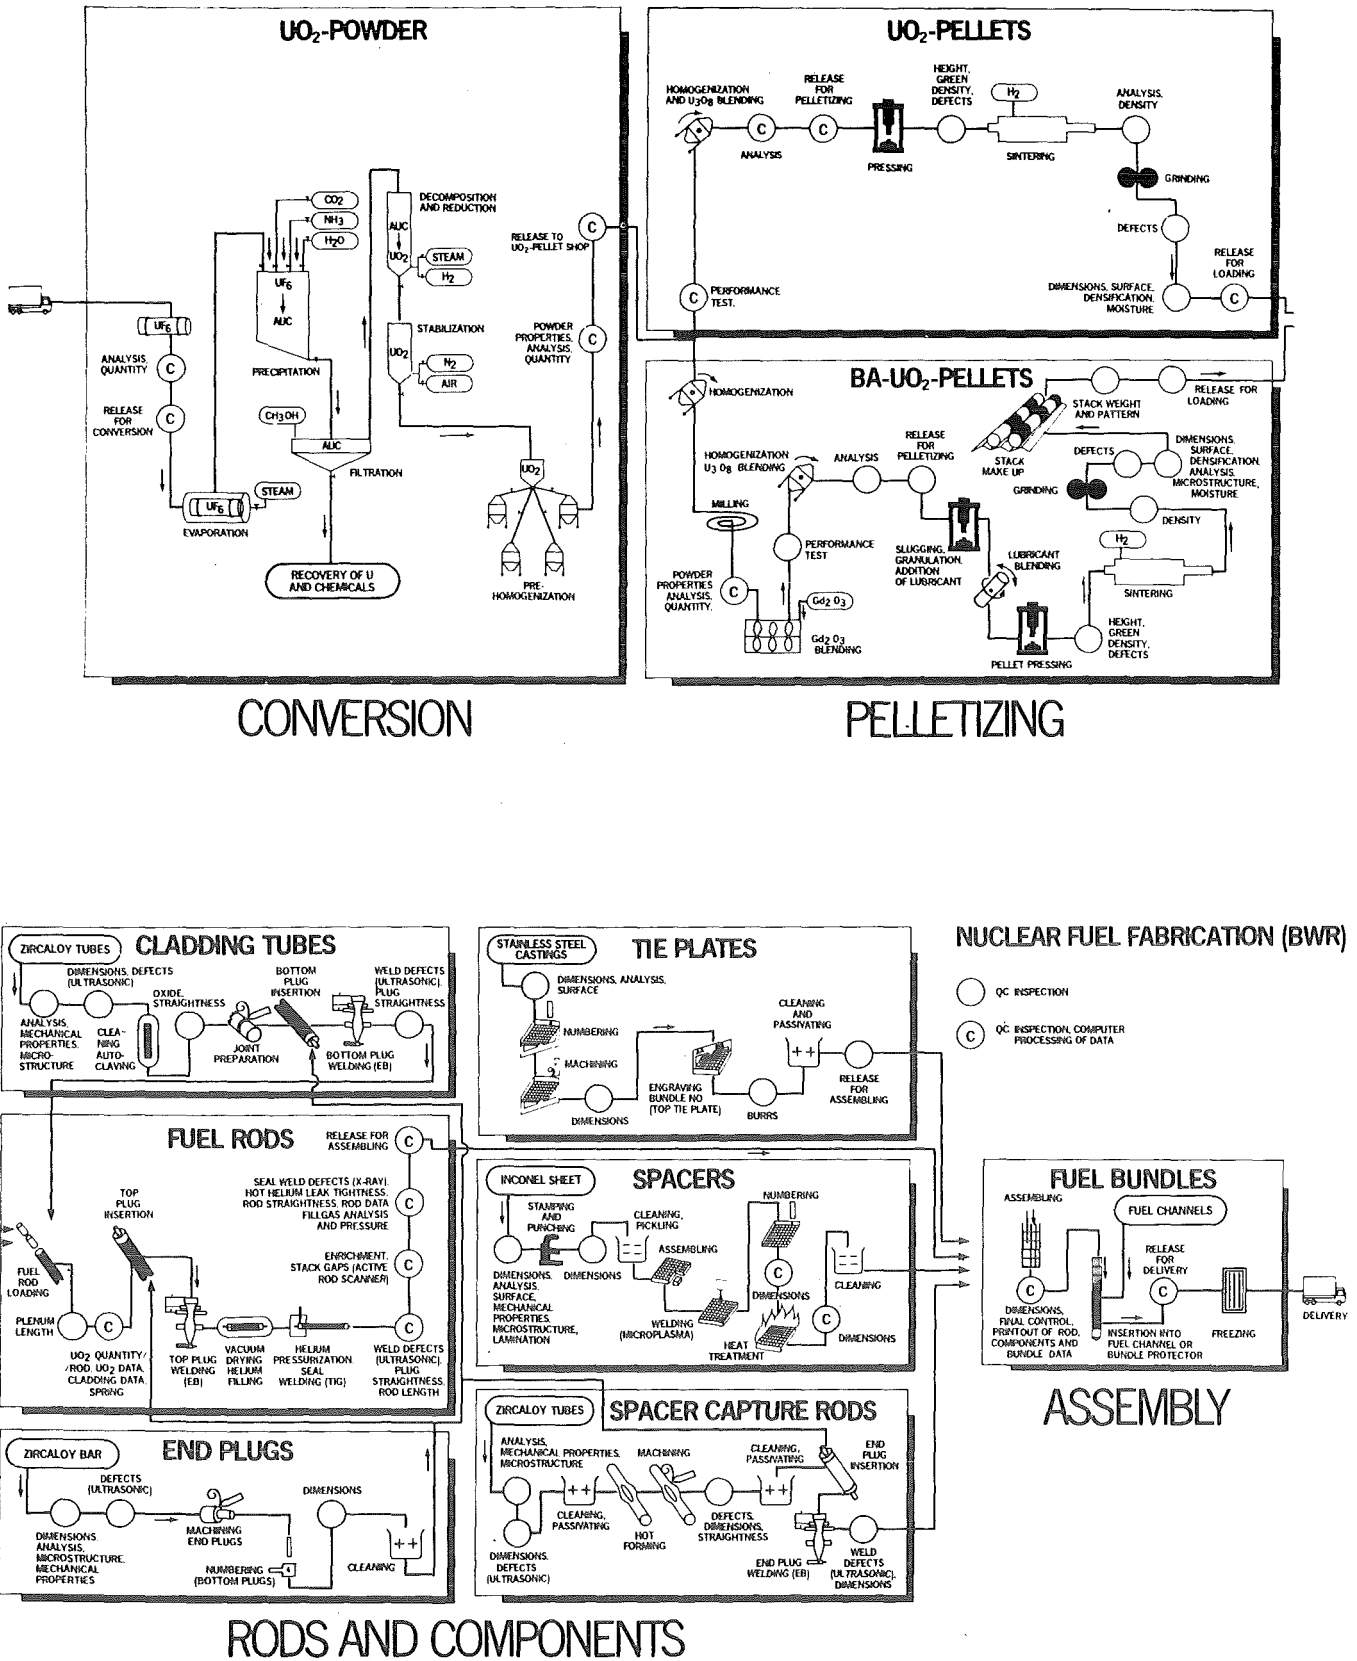 UO₂-POWDER
CO₂
NH₃
H₂O
UF₆
AUC
PRECIPITATION
DECOMPOSITION
AND REDUCTION
AUC
UO₂
STEAM
H₂
STABILIZATION
UO₂
N₂
AIR
RELEASE TO
UO₂-PELLET SHOP
C
POWDER
PROPERTIES,
ANALYSIS,
QUANTITY
C
UF₆
ANALYSIS,
QUANTITY
C
RELEASE
FOR
CONVERSION
C
CH₃OH
AUC
FILTRATION
UF₆
STEAM
EVAPORATION
UO₂
RECOVERY OF U
AND CHEMICALS
PRE-
HOMOGENIZATION
CONVERSION
UO₂-PELLETS
HOMOGENIZATION
AND U₃O₈ BLENDING
C
ANALYSIS
RELEASE
FOR
PELLETIZING
C
PRESSING
HEIGHT,
GREEN
DENSITY,
DEFECTS
H₂
SINTERING
ANALYSIS,
DENSITY
GRINDING
DEFECTS
C
PERFORMANCE
TEST.
DIMENSIONS, SURFACE,
DENSIFICATION,
MOISTURE
RELEASE
FOR
LOADING
C
BA-UO₂-PELLETS
HOMOGENIZATION
STACK WEIGHT
AND PATTERN
RELEASE FOR
LOADING
STACK
MAKE UP
HOMOGENIZATION
U₃O₈ BLENDING
ANALYSIS
RELEASE
FOR
PELLETIZING
DEFECTS
DIMENSIONS,
SURFACE,
DENSIFICATION,
ANALYSIS,
MICROSTRUCTURE,
MOISTURE
GRINDING
DENSITY
MILLING
PERFORMANCE
TEST
SLUGGING,
GRANULATION,
ADDITION
OF LUBRICANT
LUBRICANT
BLENDING
H₂
SINTERING
POWDER
PROPERTIES
ANALYSIS,
QUANTITY,
C
Gd₂O₃
Gd₂O₃
BLENDING
PELLET PRESSING
HEIGHT,
GREEN
DENSITY,
DEFECTS
PELLETIZING
ZIRCALOY TUBES
CLADDING TUBES
DIMENSIONS, DEFECTS
(ULTRASONIC)
ANALYSIS,
MECHANICAL
PROPERTIES,
MICRO-
STRUCTURE
CLEA-
NING
AUTO-
CLAVING
OXIDE,
STRAIGHTNESS
JOINT
PREPARATION
BOTTOM
PLUG
INSERTION
BOTTOM PLUG
WELDING (EB)
WELD DEFECTS
(ULTRASONIC),
PLUG
STRAIGHTNESS
FUEL RODS
RELEASE FOR
ASSEMBLING
C
SEAL WELD DEFECTS (X-RAY),
HOT HELIUM LEAK TIGHTNESS,
ROD STRAIGHTNESS, ROD DATA
FILLGAS ANALYSIS
AND PRESSURE
C
ENRICHMENT,
STACK GAPS (ACTIVE
ROD SCANNER)
C
TOP
PLUG
INSERTION
FUEL
ROD
LOADING
PLENUM
LENGTH
C
UO₂ QUANTITY/
/ROD, UO₂ DATA,
CLADDING DATA,
SPRING
TOP PLUG
WELDING
(EB)
VACUUM
DRYING
HELIUM
FILLING
HELIUM
PRESSURIZATION,
SEAL
WELDING (TIG)
C
WELD DEFECTS
(ULTRASONIC),
PLUG
STRAIGHTNESS,
ROD LENGTH
ZIRCALOY BAR
END PLUGS
DEFECTS
(ULTRASONIC)
DIMENSIONS,
ANALYSIS,
MICROSTRUCTURE,
MECHANICAL
PROPERTIES
MACHINING
END PLUGS
NUMBERING
(BOTTOM PLUGS)
DIMENSIONS
CLEANING
STAINLESS STEEL
CASTINGS
TIE PLATES
DIMENSIONS, ANALYSIS,
SURFACE
NUMBERING
MACHINING
DIMENSIONS
ENGRAVING
BUNDLE NO
(TOP TIE PLATE)
BURRS
CLEANING
AND
PASSIVATING
RELEASE
FOR
ASSEMBLING
INCONEL SHEET
SPACERS
STAMPING
AND
PUNCHING
CLEANING,
PICKLING
DIMENSIONS,
ANALYSIS,
SURFACE,
MECHANICAL
PROPERTIES,
MICROSTRUCTURE,
LAMINATION
DIMENSIONS
ASSEMBLING
WELDING
(MICROPLASMA)
NUMBERING
C
DIMENSIONS
HEAT
TREATMENT
C
DIMENSIONS
CLEANING
ZIRCALOY TUBES
SPACER CAPTURE RODS
ANALYSIS,
MECHANICAL PROPERTIES,
MICROSTRUCTURE
DIMENSIONS,
DEFECTS
(ULTRASONIC)
CLEANING,
PASSIVATING
HOT
FORMING
MACHINING
DEFECTS,
DIMENSIONS,
STRAIGHTNESS
CLEANING,
PASSIVATING
END
PLUG
INSERTION
END PLUG
WELDING (EB)
WELD
DEFECTS
(ULTRASONIC),
DIMENSIONS
RODS AND COMPONENTS
NUCLEAR FUEL FABRICATION (BWR)
QC INSPECTION
C
QC INSPECTION, COMPUTER
PROCESSING OF DATA
FUEL BUNDLES
ASSEMBLING
FUEL CHANNELS
C
DIMENSIONS,
FINAL CONTROL,
PRINTOUT OF ROD,
COMPONENTS AND
BUNDLE DATA
RELEASE
FOR
DELIVERY
C
INSERTION INTO
FUEL CHANNEL OR
BUNDLE PROTECTOR
FREEZING
DELIVERY
ASSEMBLY